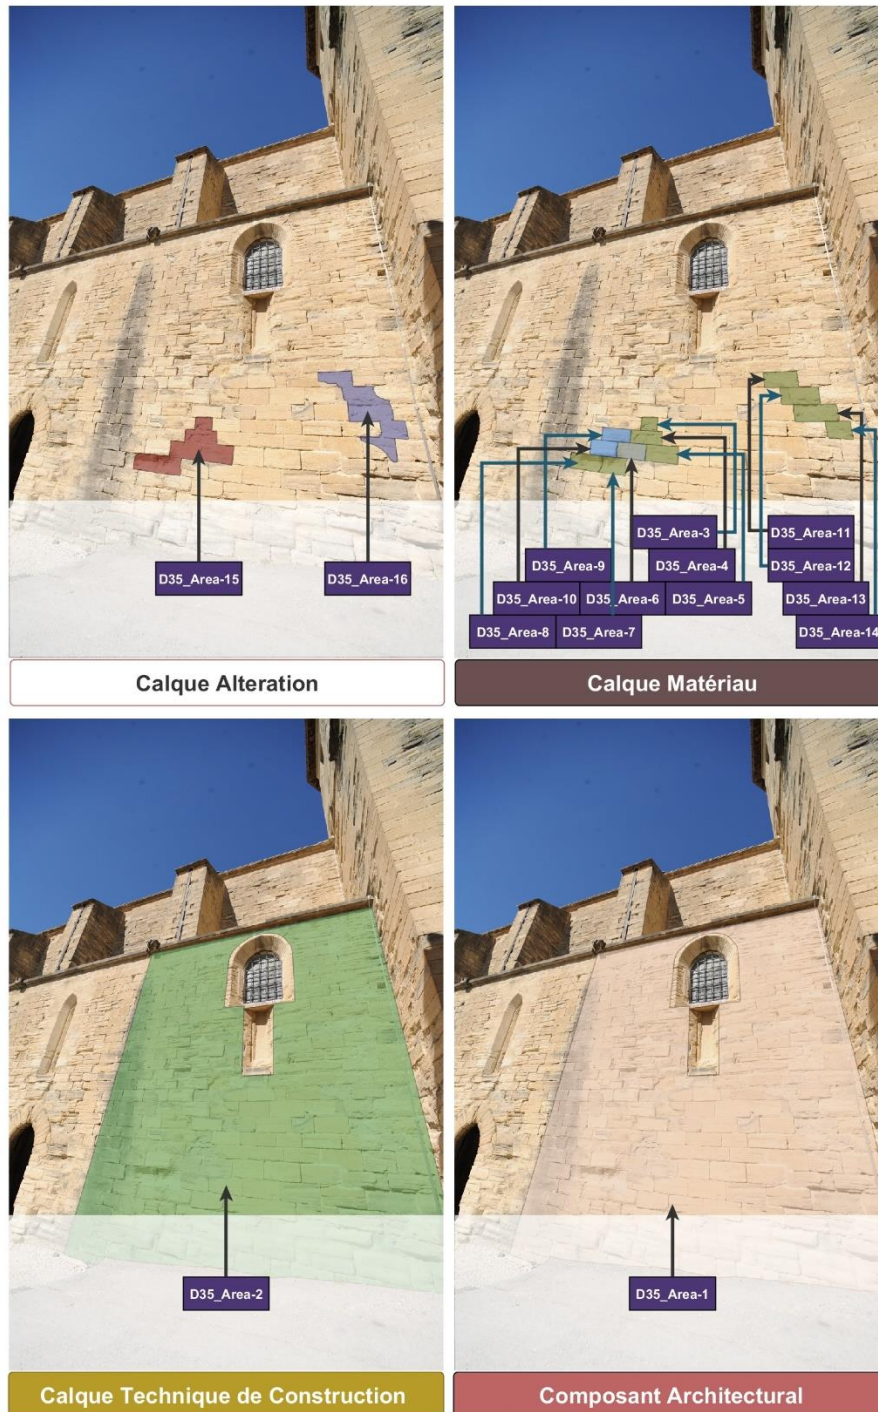 D35_Area-15
D35_Area-16
Calque Alteration
D35_Area-3
D35_Area-11
D35_Area-9
D35_Area-4
D35_Area-12
D35_Area-10
D35_Area-6
D35_Area-5
D35_Area-13
D35_Area-8
D35_Area-7
D35_Area-14
Calque Matériau
D35_Area-2
Calque Technique de Construction
D35_Area-1
Composant Architectural